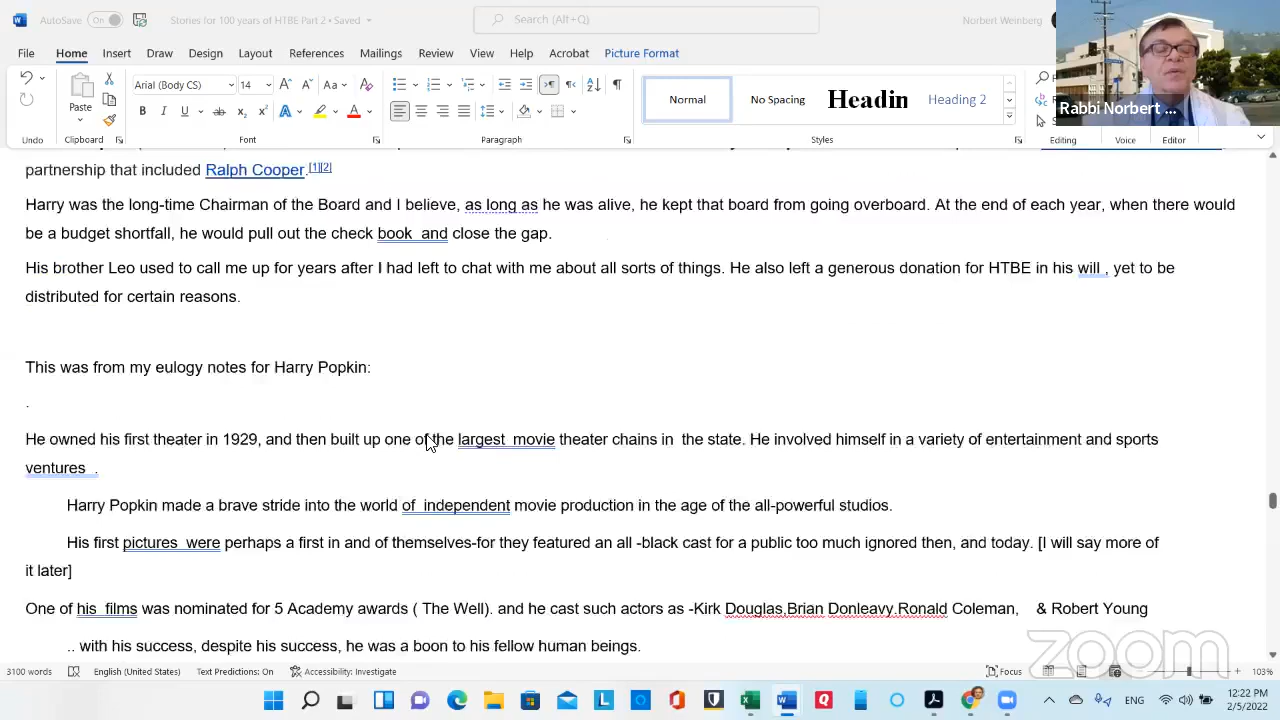 AutoSave
On
Stories for 100 years of HTBE Part 2 • Saved
Search (Alt+Q)
Norbert Weinberg
File
Home
Insert
Draw
Design
Layout
References
Mailings
Review
View
Help
Acrobat
Picture Format
Paste
Arial (Body CS)
14
Aa
Normal
No Spacing
Headin
Heading 2
Rabbi Norbert ...
Undo
Clipboard
Font
Paragraph
Styles
Editing
Voice
Editor
partnership that included Ralph Cooper.[1][2]
Harry was the long-time Chairman of the Board and I believe, as long as he was alive, he kept that board from going overboard. At the end of each year, when there would
be a budget shortfall, he would pull out the check book  and close the gap.
His brother Leo used to call me up for years after I had left to chat with me about all sorts of things. He also left a generous donation for HTBE in his will , yet to be
distributed for certain reasons.
This was from my eulogy notes for Harry Popkin:
.
He owned his first theater in 1929, and then built up one of the largest  movie theater chains in  the state. He involved himself in a variety of entertainment and sports
ventures  .
Harry Popkin made a brave stride into the world of  independent movie production in the age of the all-powerful studios.
His first pictures  were perhaps a first in and of themselves-for they featured an all -black cast for a public too much ignored then, and today. [I will say more of
it later]
One of his  films was nominated for 5 Academy awards ( The Well). and he cast such actors as -Kirk Douglas,Brian Donleavy.Ronald Coleman,    & Robert Young
.. with his success, despite his success, he was a boon to his fellow human beings.
zoom
3100 words
English (United States)
Text Predictions: On
Accessibility: Investigate
Focus
103%
ENG
12:22 PM
2/5/2022